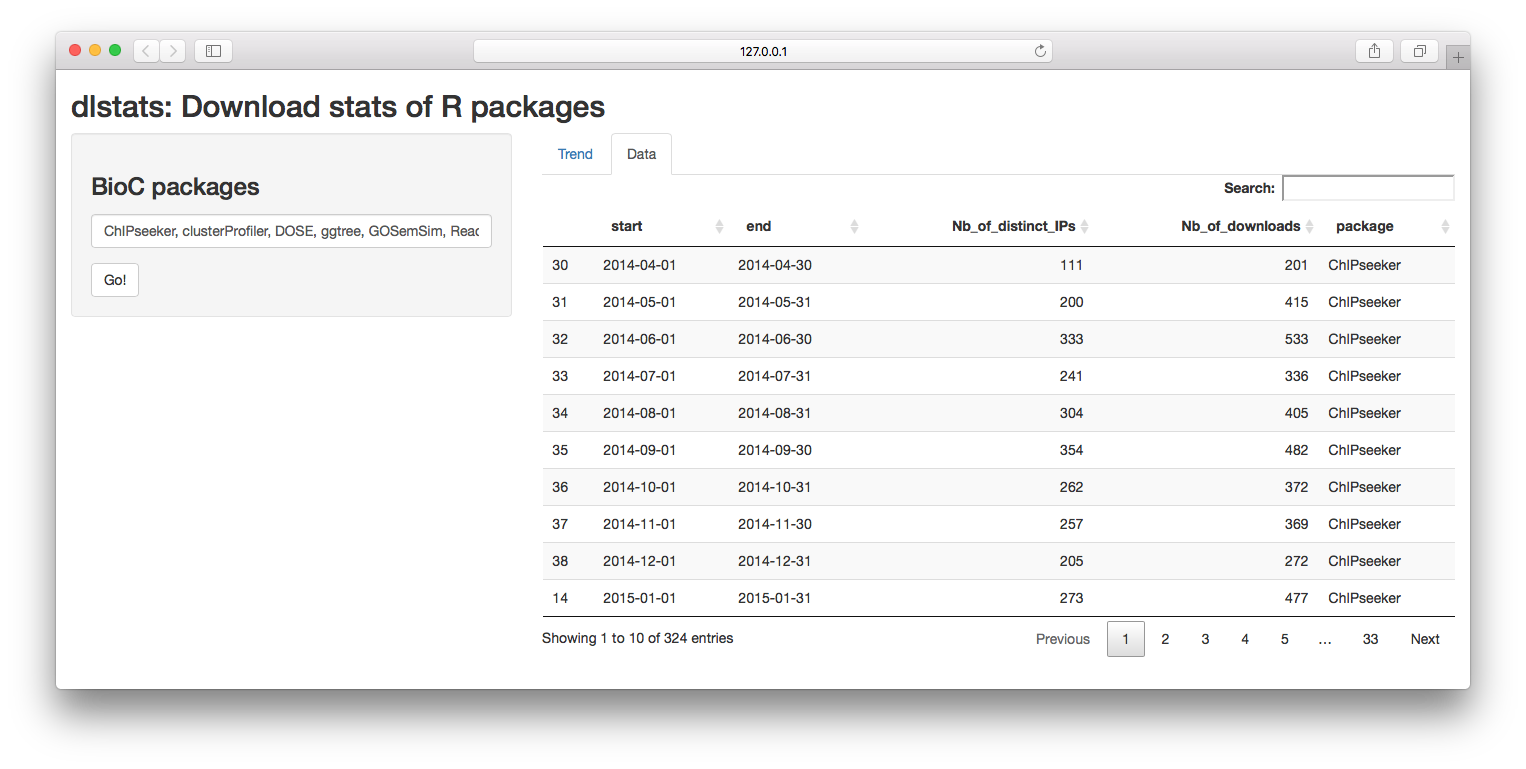 127.0.0.1
dlstats: Download stats of R packages
BioC packages
ChIPseeker, clusterProfiler, DOSE, ggtree, GOSemSim, Reac
Go!
Trend Data
Search:
start end Nb_of_distinct_IPs Nb_of_downloads package
30 2014-04-01 2014-04-30 111 201 ChIPseeker
31 2014-05-01 2014-05-31 200 415 ChIPseeker
32 2014-06-01 2014-06-30 333 533 ChIPseeker
33 2014-07-01 2014-07-31 241 336 ChIPseeker
34 2014-08-01 2014-08-31 304 405 ChIPseeker
35 2014-09-01 2014-09-30 354 482 ChIPseeker
36 2014-10-01 2014-10-31 262 372 ChIPseeker
37 2014-11-01 2014-11-30 257 369 ChIPseeker
38 2014-12-01 2014-12-31 205 272 ChIPseeker
14 2015-01-01 2015-01-31 273 477 ChIPseeker
Showing 1 to 10 of 324 entries
Previous 1 2 3 4 5 … 33 Next